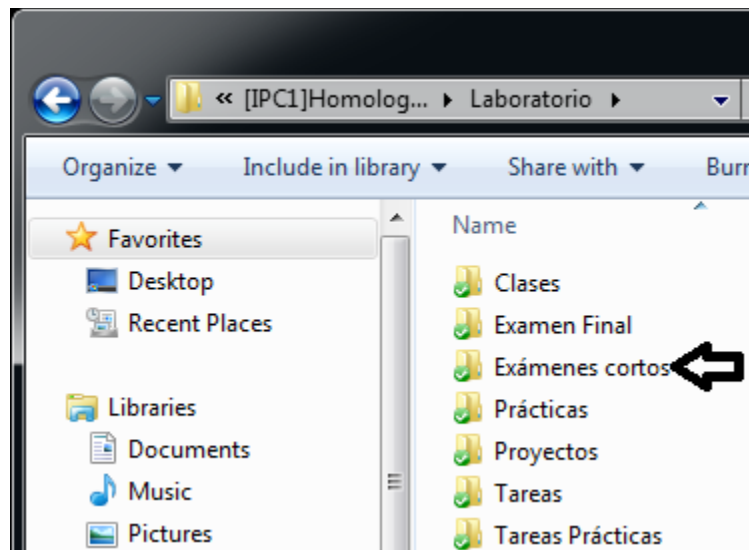 « [IPC1]Homolog... ▸ Laboratorio ▸
Organize Include in library Share with Burr
Favorites
Desktop
Recent Places
Libraries
Documents
Music
Pictures
Name
Clases
Examen Final
Exámenes cortos
Prácticas
Proyectos
Tareas
Tareas Prácticas